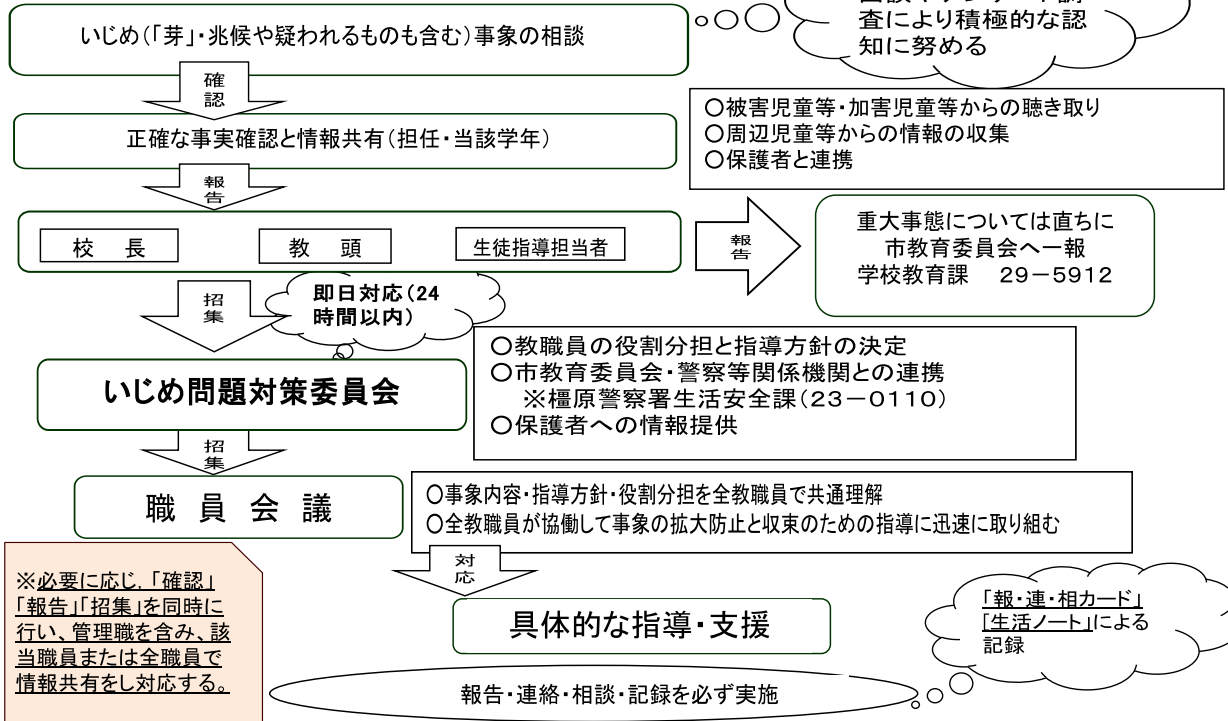 査により積極的な認
知に努める
いじめ(「芽」・兆候や疑われるものも含む)事象の相談
確認
○被害児童等・加害児童等からの聴き取り
○周辺児童等からの情報の収集
○保護者と連携
正確な事実確認と情報共有(担任・当該学年)
報告
校　長
教　頭
生徒指導担当者
報告
重大事態については直ちに
市教育委員会へ一報
学校教育課　29－5912
招集
即日対応(24
時間以内)
いじめ問題対策委員会
○教職員の役割分担と指導方針の決定
○市教育委員会・警察等関係機関との連携
※橿原警察署生活安全課(23－0110)
○保護者への情報提供
招集
職　員　会　議
○事象内容・指導方針・役割分担を全教職員で共通理解
○全教職員が協働して事象の拡大防止と収束のための指導に迅速に取り組む
対応
※必要に応じ.「確認」
「報告」「招集」を同時に
行い、管理職を含み、該
当職員または全職員で
情報共有をし対応する。
具体的な指導・支援
「報・連・相カード」
「生活ノート」による
記録
報告・連絡・相談・記録を必ず実施